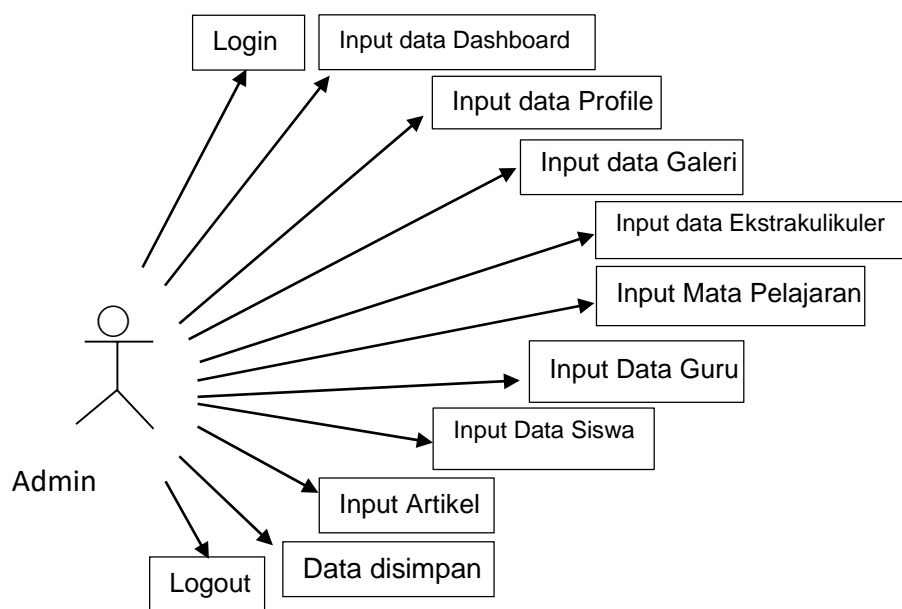 Login
Input data Dashboard
Input data Profile
Input data Galeri
Input data Ekstrakulikuler
Input Mata Pelajaran
Input Data Guru
Input Data Siswa
Admin
Input Artikel
Data disimpan
Logout